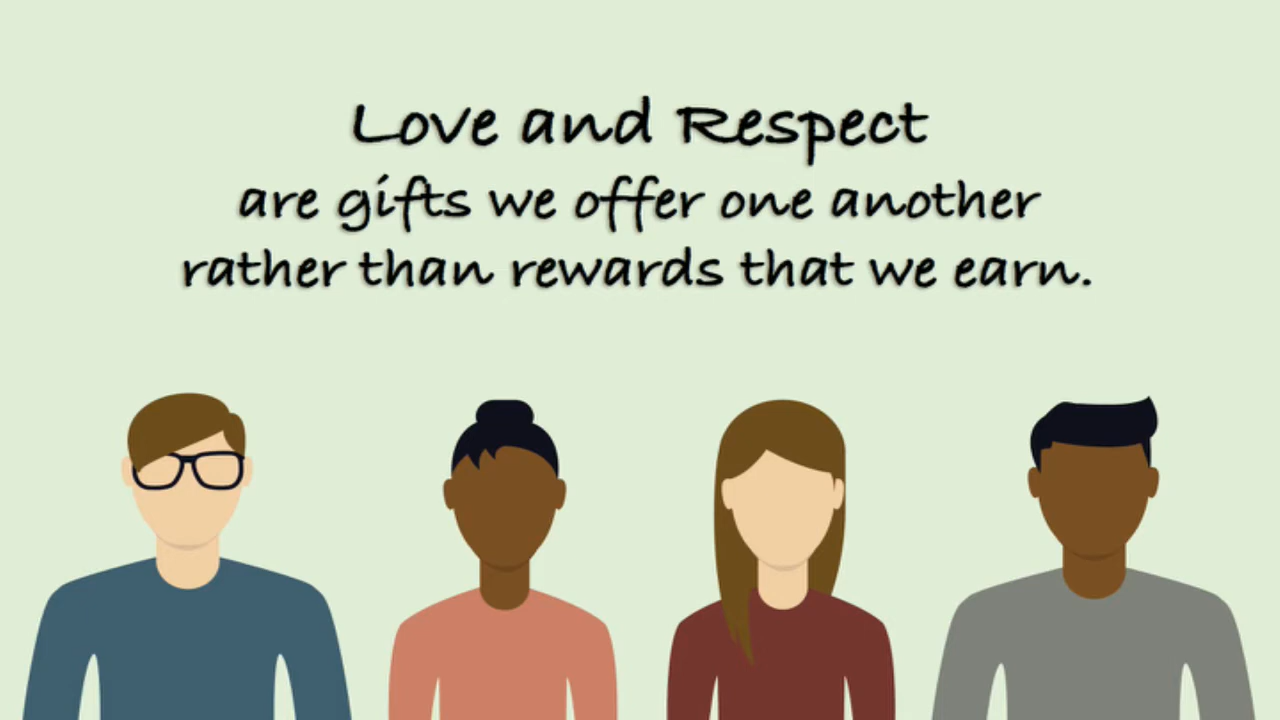 Love and Respect
are gifts we offer one another
rather than rewards that we earn.